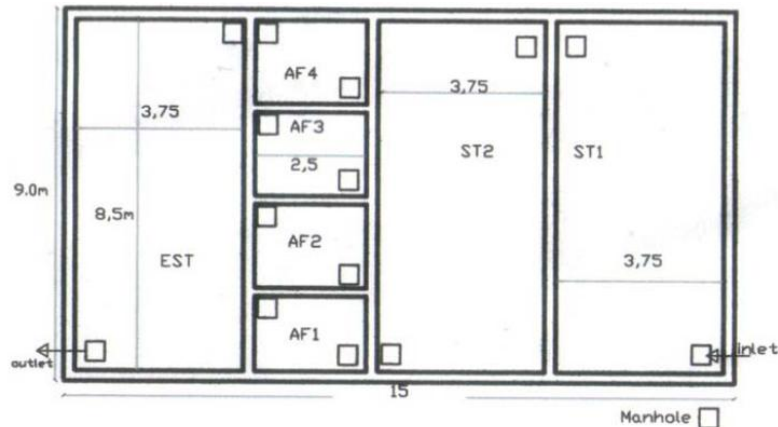 AF4
3,75
3,75
AF3
ST2
ST1
2,5
9.0m
8,5m
AF2
EST
3,75
AF1
outlet
inlet
15
Manhole